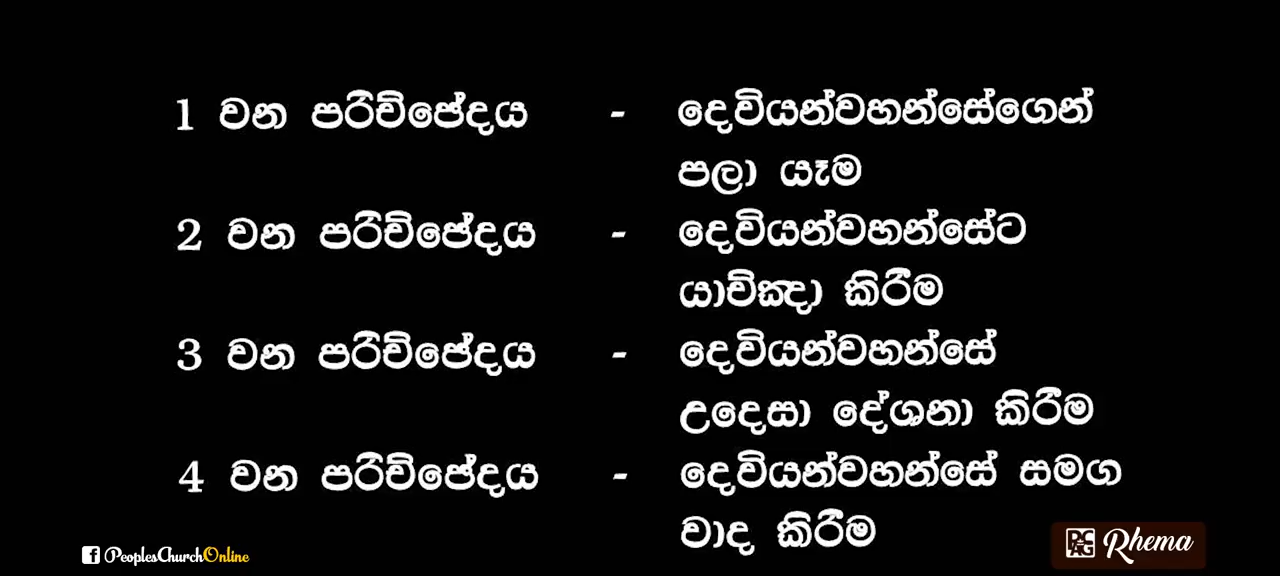 1 වන පරිච්ඡේදය - දෙවියන්වහන්සේගෙන්
පලා යෑම
2 වන පරිච්ඡේදය - දෙවියන්වහන්සේට
යාච්ඤා කිරීම
3 වන පරිච්ඡේදය - දෙවියන්වහන්සේ
උදෙසා දේශනා කිරීම
4 වන පරිච්ඡේදය - දෙවියන්වහන්සේ සමග
වාද කිරීම
PeoplesChurchOnline
PCAG Rhema